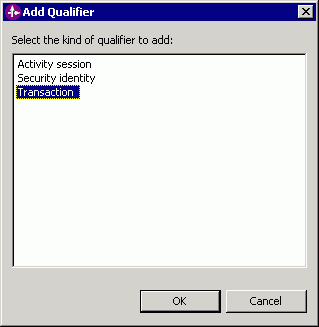 Add Qualifier
Select the kind of qualifier to add:
Activity session
Security identity
Transaction
OK
Cancel